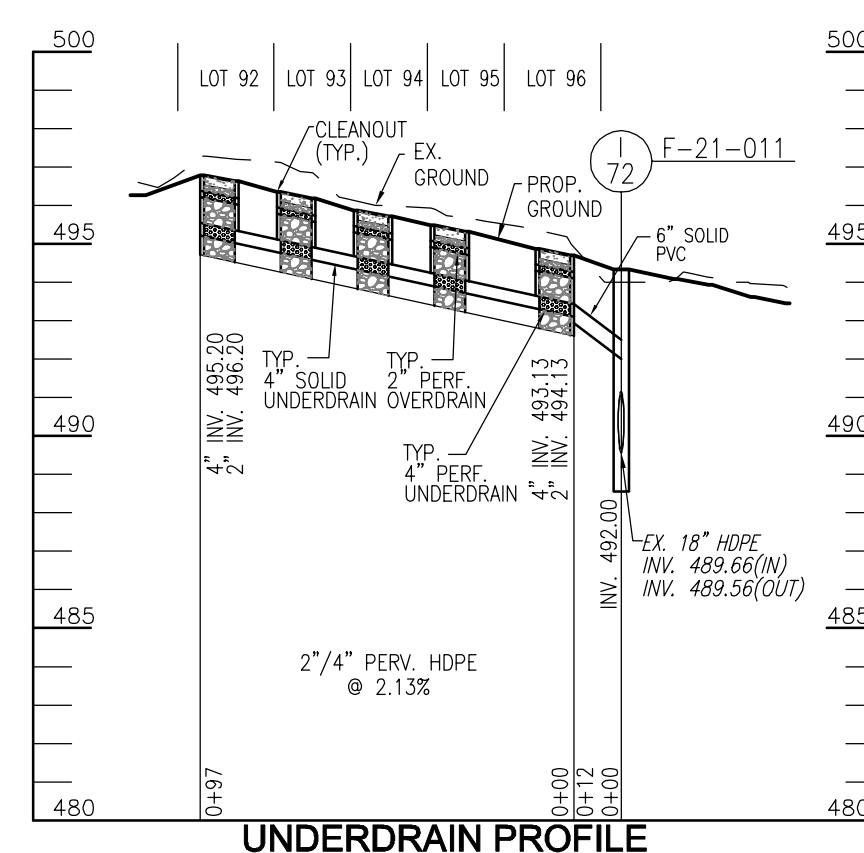 500
500
LOT 92
LOT 93
LOT 94
LOT 95
LOT 96
CLEANOUT
(TYP.)
EX.
GROUND
I
72
F-21-011
PROP.
GROUND
495
495
6" SOLID
PVC
TYP.
4" SOLID
UNDERDRAIN
TYP.
2" PERF.
OVERDRAIN
4" INV. 495.20
2" INV. 496.20
4" INV. 493.13
2" INV. 494.13
490
490
TYP.
4" PERF.
UNDERDRAIN
INV. 492.00
EX. 18" HDPE
INV. 489.66(IN)
INV. 489.56(OUT)
485
485
2"/4" PERV. HDPE
@ 2.13%
0+97
0+00
0+12
0+00
480
480
UNDERDRAIN PROFILE